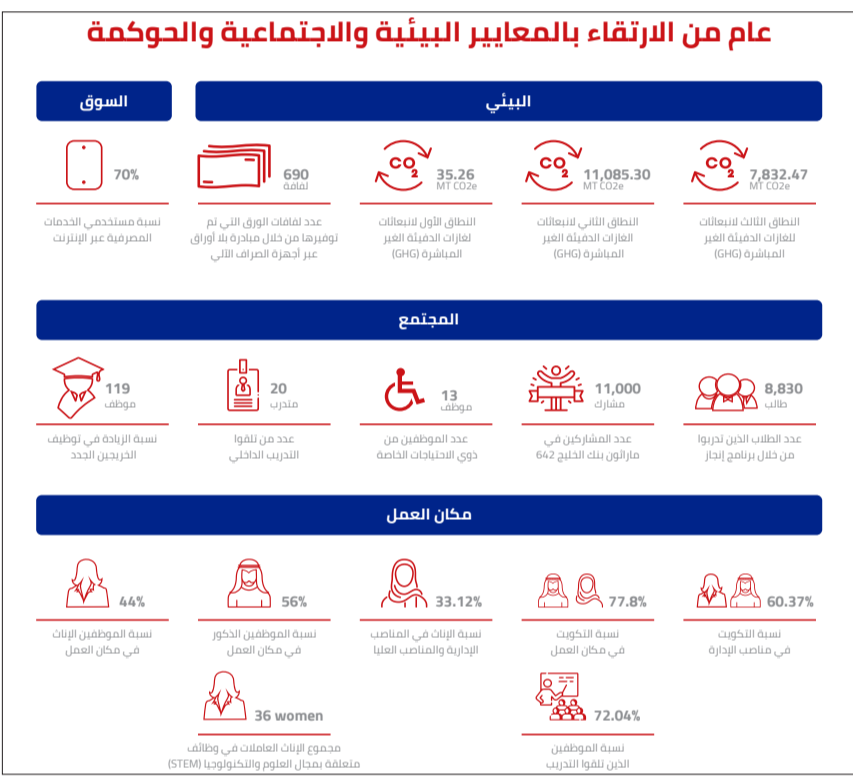 عام من الارتقاء بالمعايير البيئية والاجتماعية والحوكمة
البيئي
7,832.47
MT CO2e
CO2
النطاق الثالث لانبعاثات
للغازات الدفيئة الغير
المباشرة (GHG)
11,085.30
MT CO2e
CO2
النطاق الثاني لانبعاثات
الغازات الدفيئة الغير
المباشرة (GHG)
35.26
MT CO2e
CO2
النطاق الأول لانبعاثات
لغازات الدفيئة الغير
المباشرة (GHG)
690
لفافة
عدد لفافات الورق التي تم
توفيرها من خلال مبادرة بلا أوراق
عبر أجهزة الصراف الآلي
السوق
70%
نسبة مستخدمي الخدمات
المصرفية عبر الإنترنت
المجتمع
8,830
طالب
عدد الطلاب الذين تدربوا
من خلال برنامج إنجاز
11,000
مشارك
عدد المشاركين في
ماراثون بنك الخليج 642
13
موظف
عدد الموظفين من
ذوي الاحتياجات الخاصة
20
متدرب
عدد من تلقوا
التدريب الداخلي
119
موظف
نسبة الزيادة في توظيف
الخريجين الجدد
مكان العمل
60.37%
نسبة التكويت
في مناصب الإدارة
77.8%
نسبة التكويت
في مكان العمل
33.12%
نسبة الإناث في المناصب
الإدارية والمناصب العليا
56%
نسبة الموظفين الذكور
في مكان العمل
44%
نسبة الموظفين الإناث
في مكان العمل
72.04%
نسبة الموظفين
الذين تلقوا التدريب
36 women
مجموع الإناث العاملات في وظائف
متعلقة بمجال العلوم والتكنولوجيا (STEM)